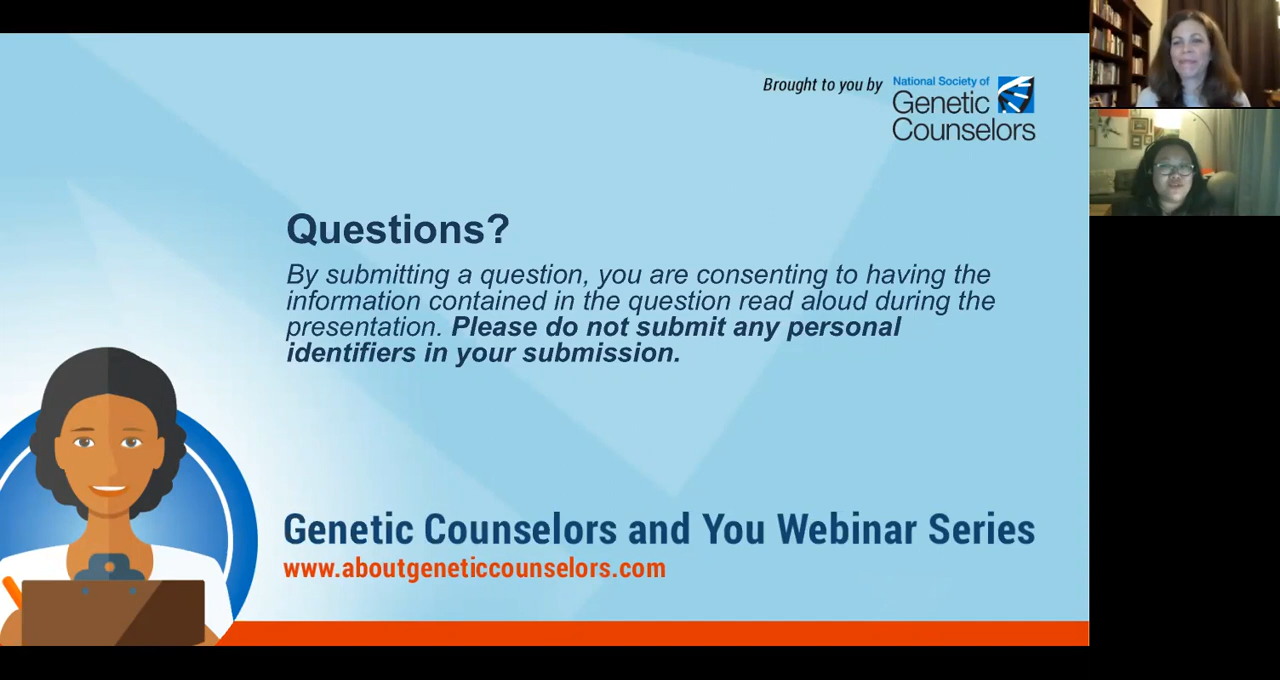 Brought to you by
National Society of
Genetic
Counselors
Questions?
By submitting a question, you are consenting to having the
information contained in the question read aloud during the
presentation. Please do not submit any personal
identifiers in your submission.
Genetic Counselors and You Webinar Series
www.aboutgeneticcounselors.com